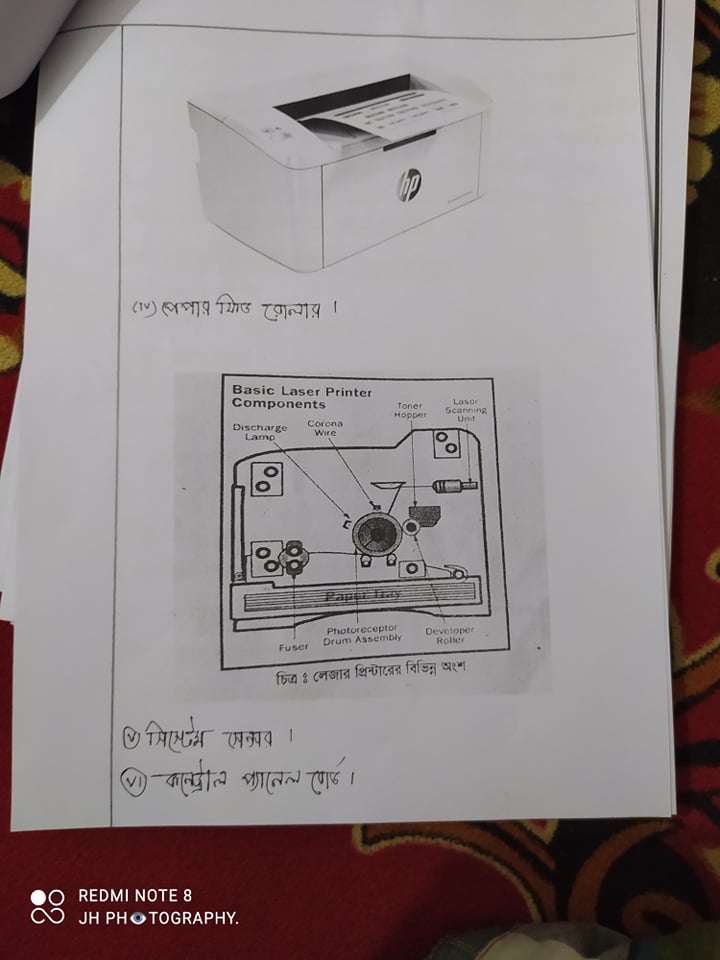 hp
(iv) পেপার ফিড রোলার ।
Basic Laser Printer
Components
Discharge
Lamp
Corona
Wire
Toner
Hopper
Laser
Scanning
Unit
Paper Tray
Fuser
Photoreceptor
Drum Assembly
Developer
Roller
চিত্র ঃ লেজার প্রিন্টারের বিভিন্ন অংশ
(v) সিস্টেম সেন্সর ।
(vi) কন্ট্রোল প্যানেল বোর্ড ।
REDMI NOTE 8
JH PHOTOGRAPHY.